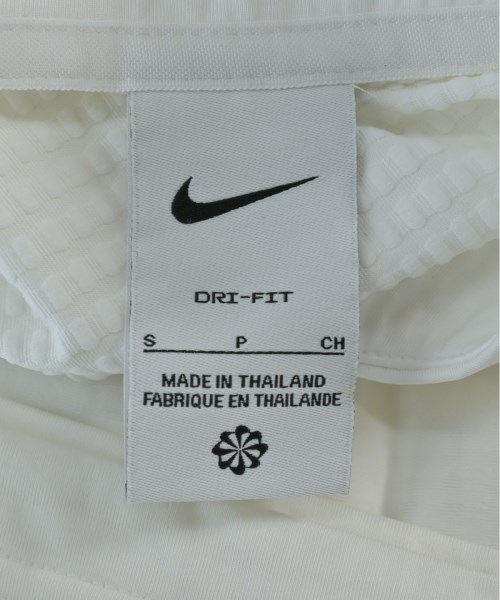 DRI-FIT
S P CH
MADE IN THAILAND
FABRIQUE EN THAILANDE